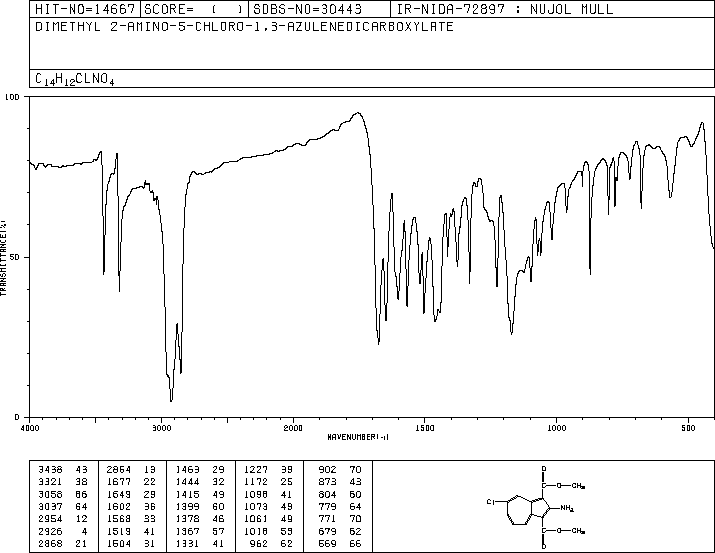 HIT-NO=14667 SCORE= ( ) SDBS-NO=30443 IR-NIDA-72897 : NUJOL MULL
DIMETHYL 2-AMINO-5-CHLORO-1,3-AZULENEDICARBOXYLATE
C14H12CLNO4
100
50
0
TRANSMITTANCE(%)
4000 3000 2000 1500 1000 500
WAVENUMBER(-1)
3438 43 2854 13 1463 29 1227 39 902 70
3321 38 1677 22 1444 32 1172 25 873 43
3058 66 1649 29 1415 49 1098 41 804 60
3037 64 1602 36 1399 60 1073 49 779 64
2954 12 1568 33 1378 46 1061 49 771 70
2926 4 1519 41 1367 57 1018 53 679 62
2868 21 1504 31 1331 41 962 62 569 66
O
C—O—CH3
Cl
NH2
C—O—CH3
O